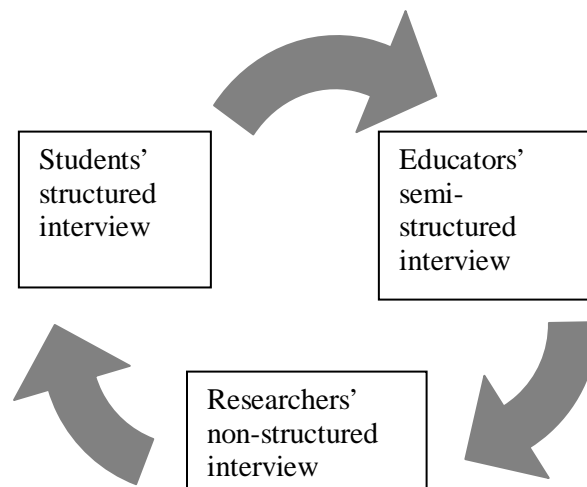 Students’
structured
interview
Educators’
semi-
structured
interview
Researchers’
non-structured
interview